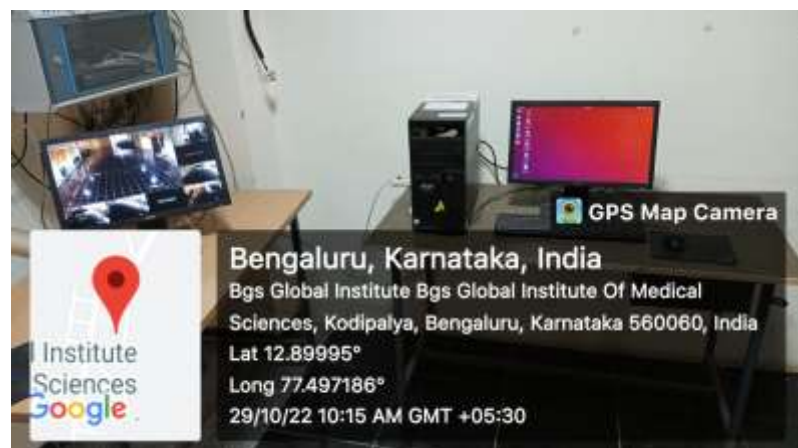 GPS Map Camera
Bengaluru, Karnataka, India
Bgs Global Institute Bgs Global Institute Of Medical
Sciences, Kodipalya, Bengaluru, Karnataka 560060, India
Lat 12.89995°
Long 77.497186°
29/10/22 10:15 AM GMT +05:30
Institute
Sciences
Google